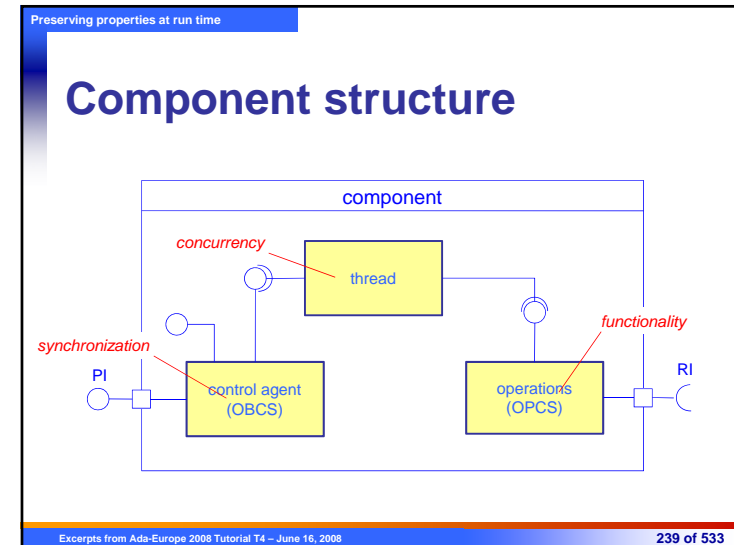 Preserving properties at run time
Component structure
component
concurrency
thread
functionality
synchronization
PI
control agent
(OBCS)
operations
(OPCS)
RI
Excerpts from Ada-Europe 2008 Tutorial T4 – June 16, 2008
239 of 533